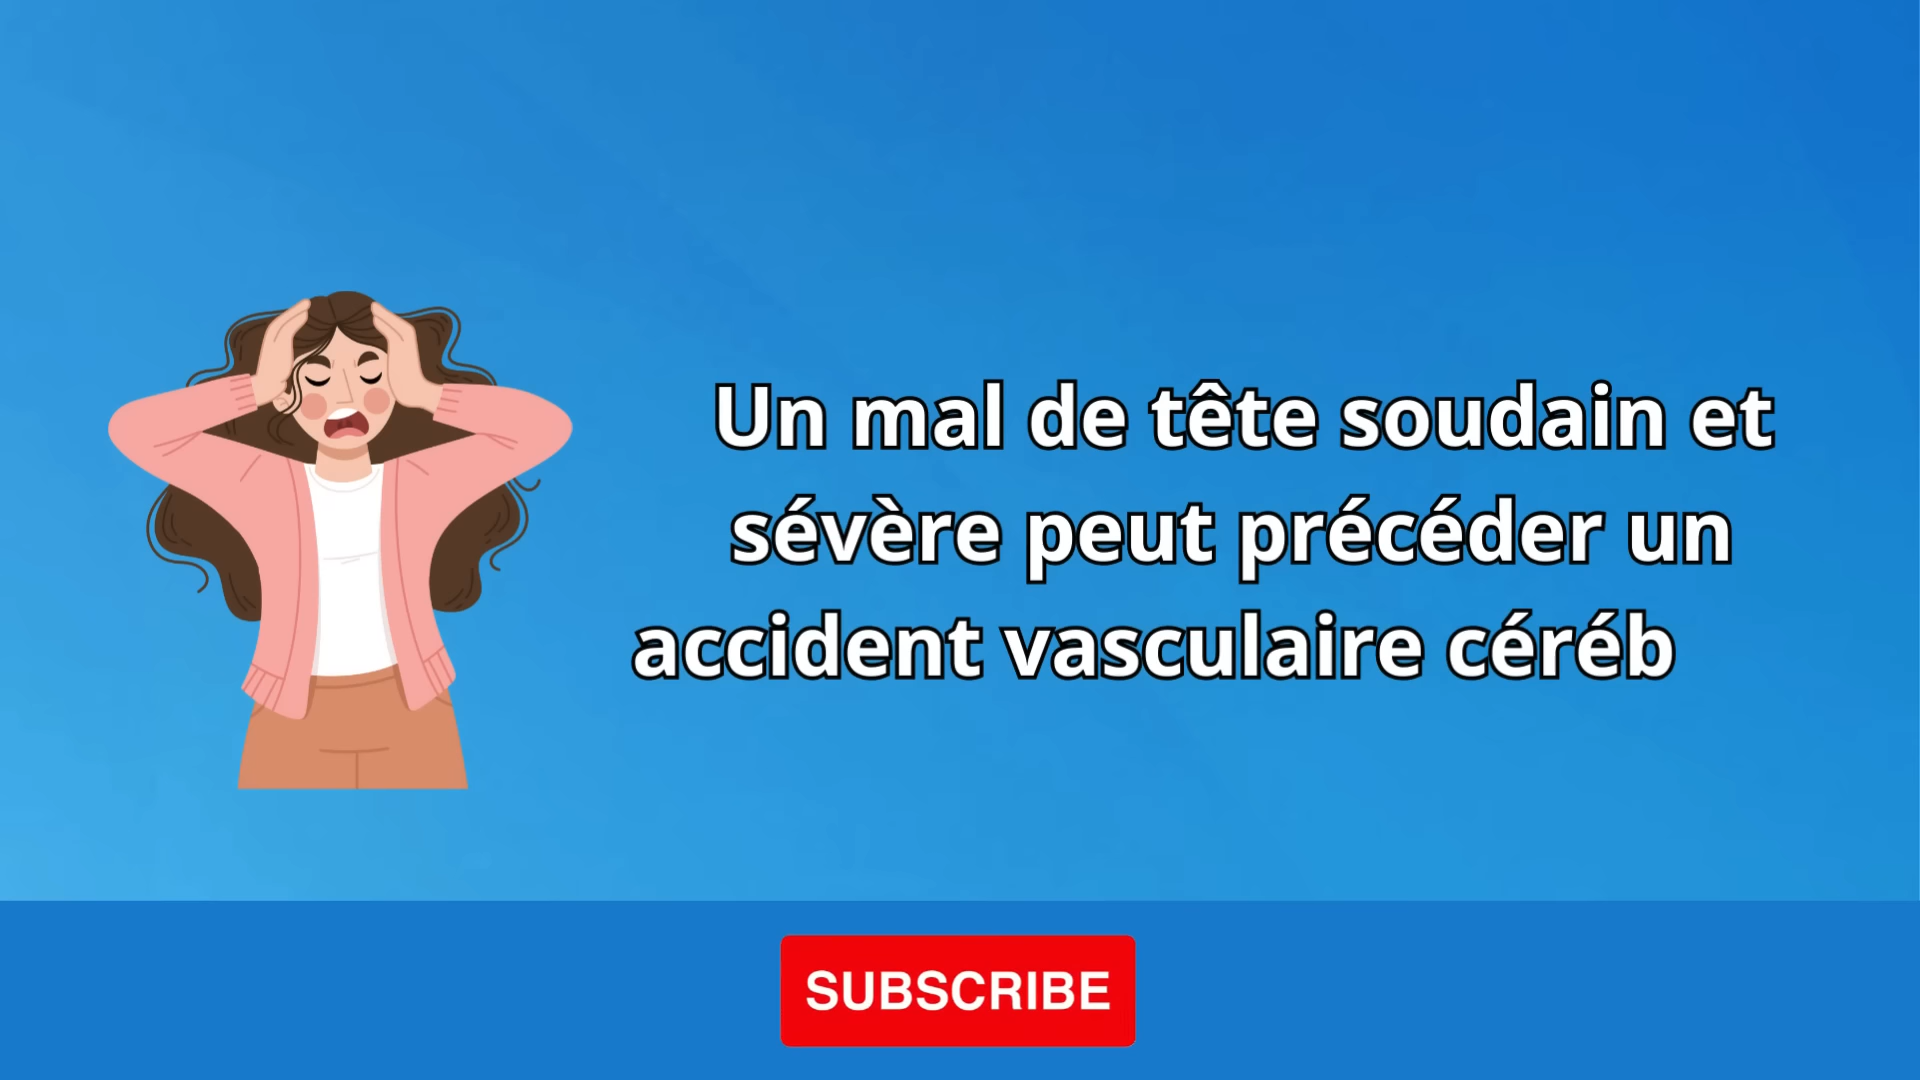 Un mal de tête soudain et
sévère peut précéder un
accident vasculaire céréb
SUBSCRIBE